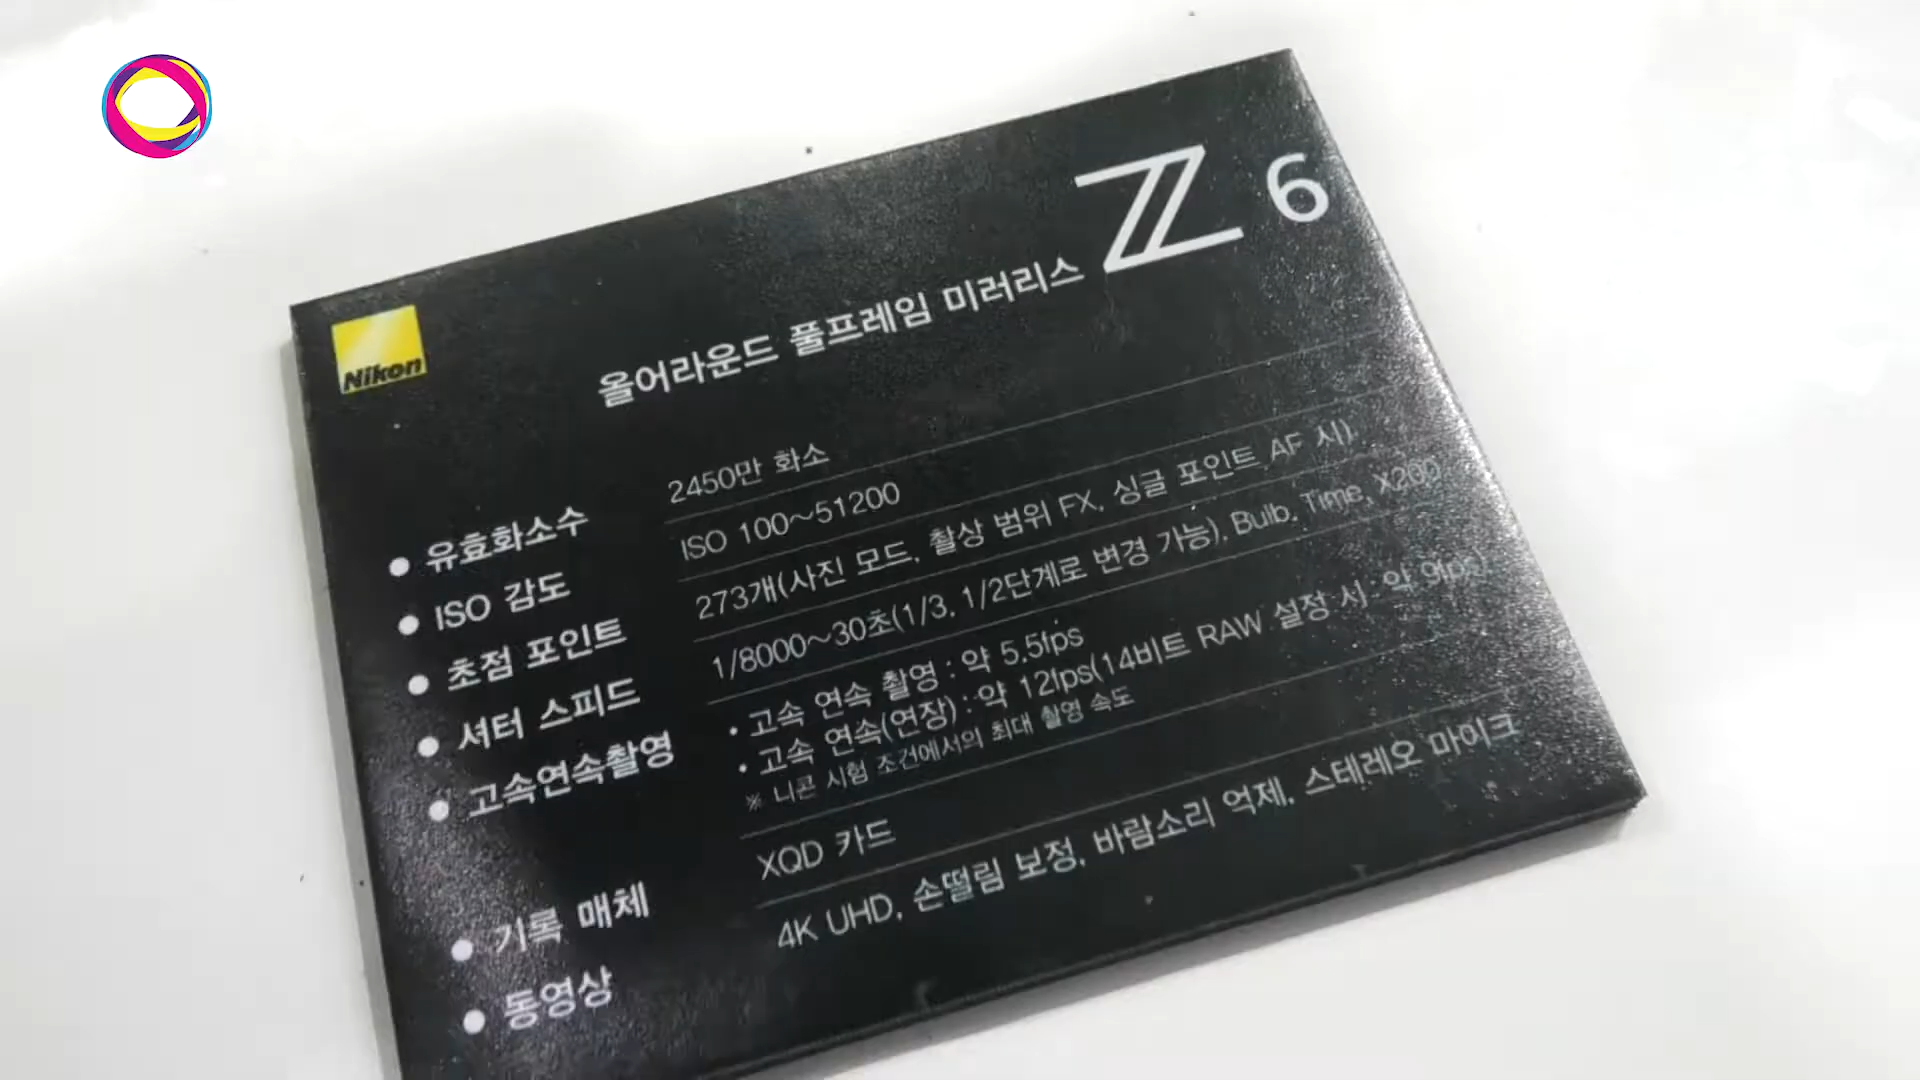 Z 6
Nikon
올어라운드 풀프레임 미러리스
유효화소수 2450만 화소
ISO 감도 ISO 100~51200
초점 포인트 273개(사진 모드, 촬상 범위 FX, 싱글 포인트 AF 시)
셔터 스피드 1/8000~30초(1/3, 1/2단계로 변경 가능), Bulb, Time, X200
고속연속촬영 • 고속 연속 촬영 : 약 5.5fps
• 고속 연속(연장) : 약 12fps(14비트 RAW 설정 시 : 약 9fps)
※ 니콘 시험 조건에서의 최대 촬영 속도
기록 매체 XQD 카드
동영상 4K UHD, 손떨림 보정, 바람소리 억제, 스테레오 마이크